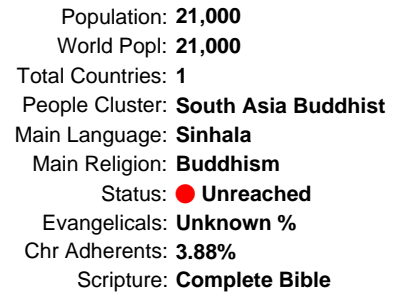 Population: 21,000
World Popl: 21,000
Total Countries: 1
People Cluster: South Asia Buddhist
Main Language: Sinhala
Main Religion: Buddhism
Status: Unreached
Evangelicals: Unknown %
Chr Adherents: 3.88%
Scripture: Complete Bible